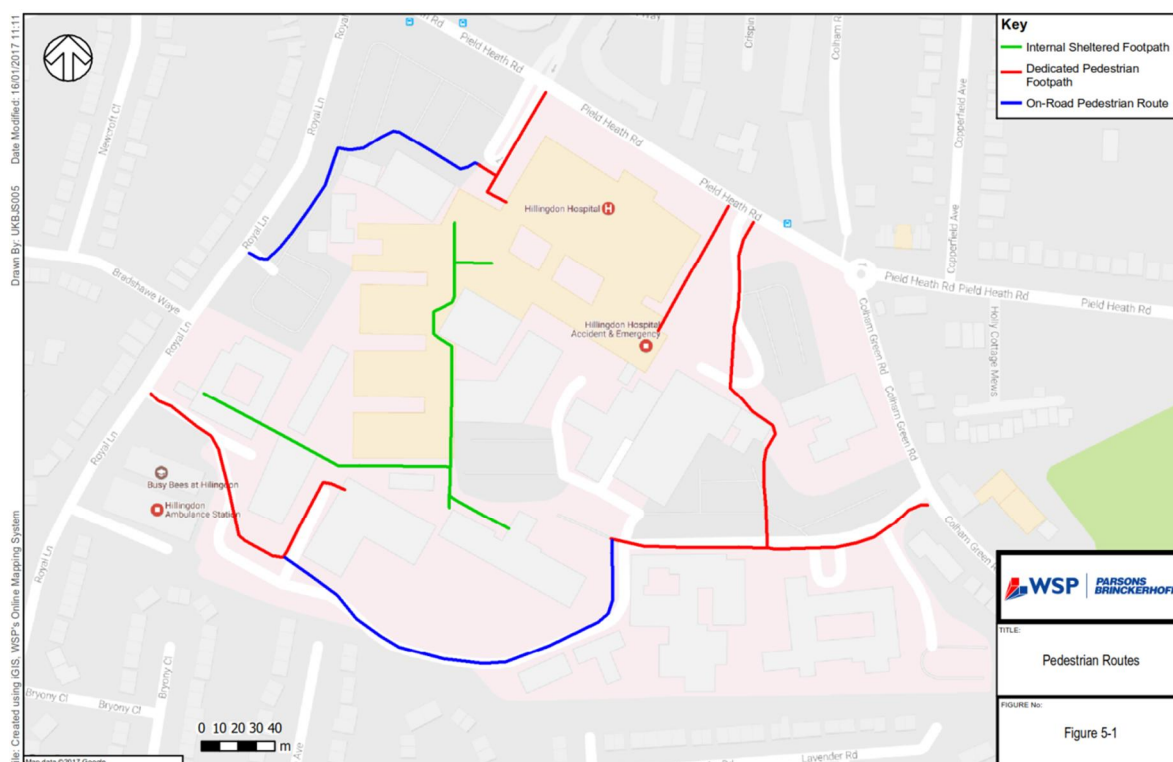 Date Modified: 16/01/2017 11:11
Drawn By: UKBJS005
File: Created using iGIS, WSP's Online Mapping System
Key
Internal Sheltered Footpath
Dedicated Pedestrian
Footpath
On-Road Pedestrian Route
Pield Heath Rd
Pield Heath Rd
Crispin
Colham Rd
Copperfield Ave
Royal Ln
Newcroft Cl
Pield Heath Rd
Hillingdon Hospital
H
Pield Heath Rd
Royal Ln
Copperfield Ave
Bradshawe Waye
Pield Heath Rd Pield Heath Rd
Pield Heath Rd
Royal Ln
Hillingdon Hospital
Accident & Emergency
Colham Green Rd
Holly Cottage Mews
Royal Ln
Colham Green Rd
Busy Bees at Hillingdon
Hillingdon
Ambulance Station
Royal Ln
Colham Green Rd
WSP
PARSONS
BRINCKERHOFF
TITLE:
Pedestrian Routes
FIGURE No:
Figure 5-1
Bryony Cl
Bryony Cl
Bryony Cl
0 10 20 30 40
m
Ave
Lavender Rd
Map data ©2017 Google